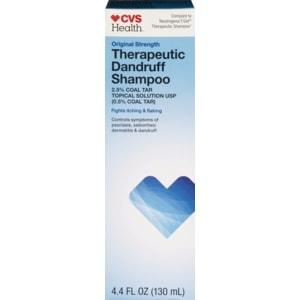 CVS
Health.
Compare to
Neutrogena T/Gel
Therapeutic Shampoo
Original Strength
Therapeutic
Dandruff
Shampoo
2.5% COAL TAR
TOPICAL SOLUTION USP
(0.5% COAL TAR)
Fights itching & flaking
Controls symptoms of
psoriasis, seborrheic
dermatitis & dandruff
4.4 FL OZ (130 mL)